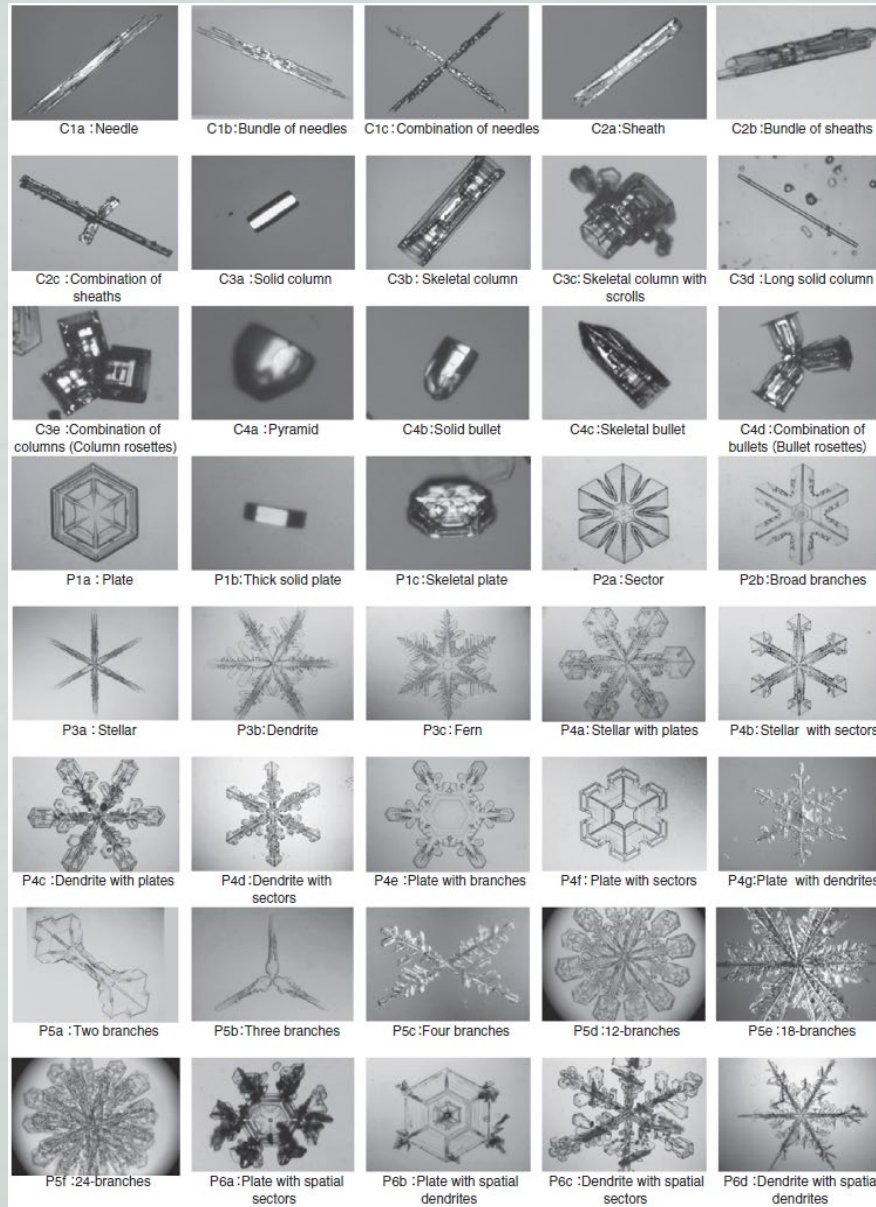 C1a :Needle
C1b:Bundle of needles
C1c:Combination of needles
C2a:Sheath
C2b:Bundle of sheaths
C2c :Combination of
sheaths
C3a :Solid column
C3b:Skeletal column
C3c:Skeletal column with
scrolls
C3d:Long solid column
C3e :Combination of
columns (Column rosettes)
C4a :Pyramid
C4b:Solid bullet
C4c:Skeletal bullet
C4d:Combination of
bullets (Bullet rosettes)
P1a : Plate
P1b:Thick solid plate
P1c:Skeletal plate
P2a:Sector
P2b:Broad branches
P3a : Stellar
P3b:Dendrite
P3c: Fern
P4a: Stellar with plates
P4b:Stellar with sectors
P4c :Dendrite with plates
P4d:Dendrite with
sectors
P4e :Plate with branches
P4f: Plate with sectors
P4g:Plate with dendrites
P5a : Two branches
P5b:Three branches
P5c:Four branches
P5d:12-branches
P5e :18-branches
P5f :24-branches
P6a:Plate with spatial
sectors
P6b :Plate with spatial
dendrites
P6c:Dendrite with spatial
sectors
P6d :Dendrite with spatial
dendrites